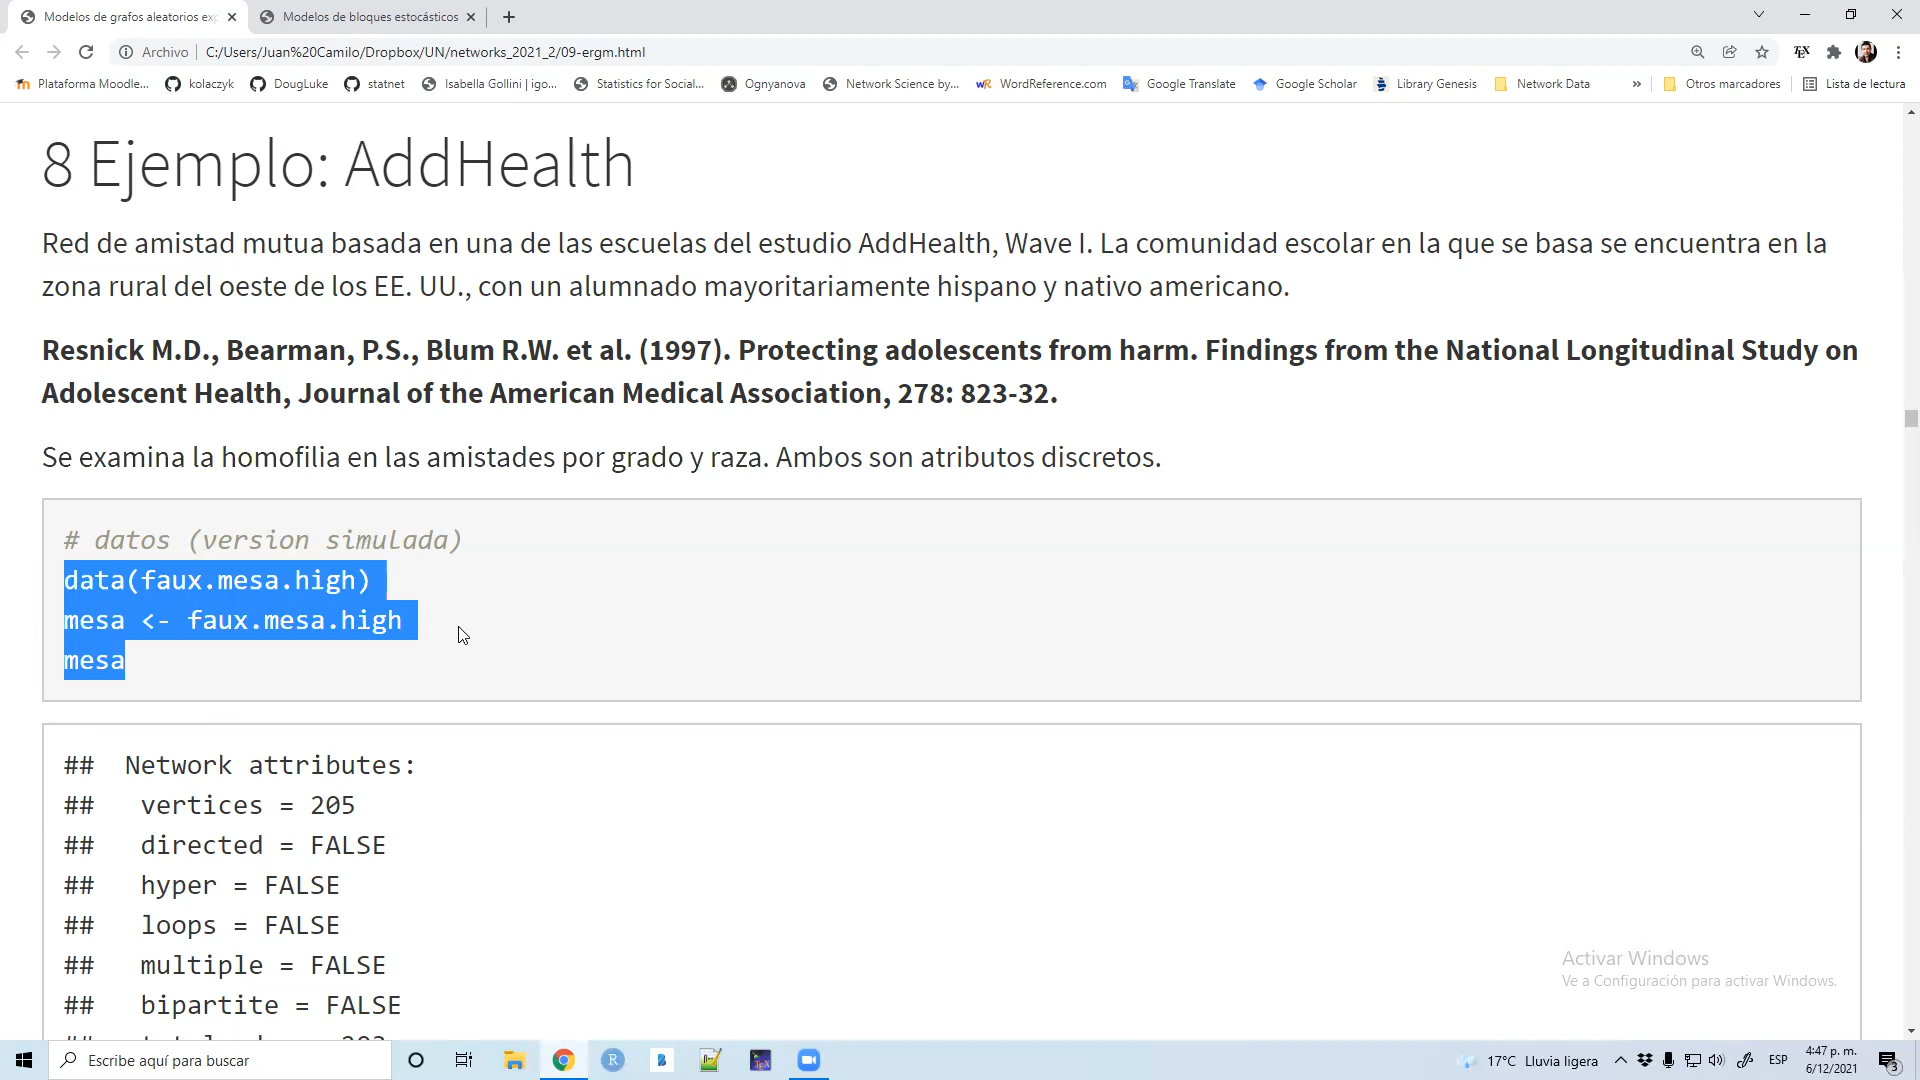 Modelos de grafos aleatorios exp
Modelos de bloques estocásticos
Archivo
C:/Users/Juan%20Camilo/Dropbox/UN/networks_2021_2/09-ergm.html
Plataforma Moodle...
kolaczyk
DougLuke
statnet
Isabella Gollini | igo...
Statistics for Social...
Ognyanova
Network Science by...
WordReference.com
Google Translate
Google Scholar
Library Genesis
Network Data
»
Otros marcadores
Lista de lectura
8 Ejemplo: AddHealth
Red de amistad mutua basada en una de las escuelas del estudio AddHealth, Wave I. La comunidad escolar en la que se basa se encuentra en la
zona rural del oeste de los EE. UU., con un alumnado mayoritariamente hispano y nativo americano.
Resnick M.D., Bearman, P.S., Blum R.W. et al. (1997). Protecting adolescents from harm. Findings from the National Longitudinal Study on
Adolescent Health, Journal of the American Medical Association, 278: 823-32.
Se examina la homofilia en las amistades por grado y raza. Ambos son atributos discretos.
# datos (version simulada)
data(faux.mesa.high)
mesa <- faux.mesa.high
mesa
## Network attributes:
## vertices = 205
## directed = FALSE
## hyper = FALSE
## loops = FALSE
## multiple = FALSE
## bipartite = FALSE
Activar Windows
Ve a Configuración para activar Windows.
Escribe aquí para buscar
17°C Lluvia ligera
ESP
4:47 p. m.
6/12/2021
3